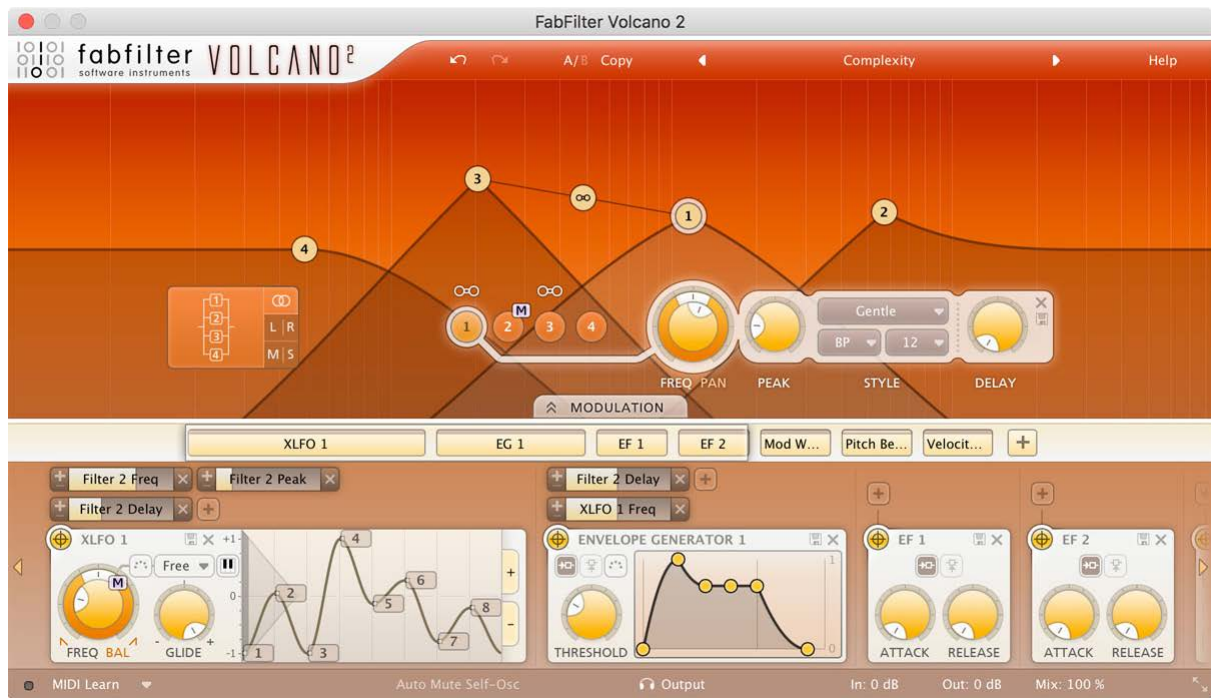 FabFilter Volcano 2
fabfilter VOLCANO²
software instruments
A/B Copy
Complexity
Help
3
∞
1
2
4
1
2
3
4
L R
M S
1 2 M 3 4
Gentle
BP 12
FREQ PAN PEAK STYLE DELAY
MODULATION
XLFO 1 EG 1 EF 1 EF 2 Mod W... Pitch Be... Velocit... +
Filter 2 Freq Filter 2 Peak
Filter 2 Delay
Filter 2 Delay
XLFO 1 Freq
XLFO 1
Free
M
FREQ BAL - GLIDE +
+1
0
-1
1 2 3 4 5 6 7 8
+
-
ENVELOPE GENERATOR 1
THRESHOLD
1
0
EF 1
ATTACK RELEASE
EF 2
ATTACK RELEASE
MIDI Learn Auto Mute Self-Osc Output In: 0 dB Out: 0 dB Mix: 100 %